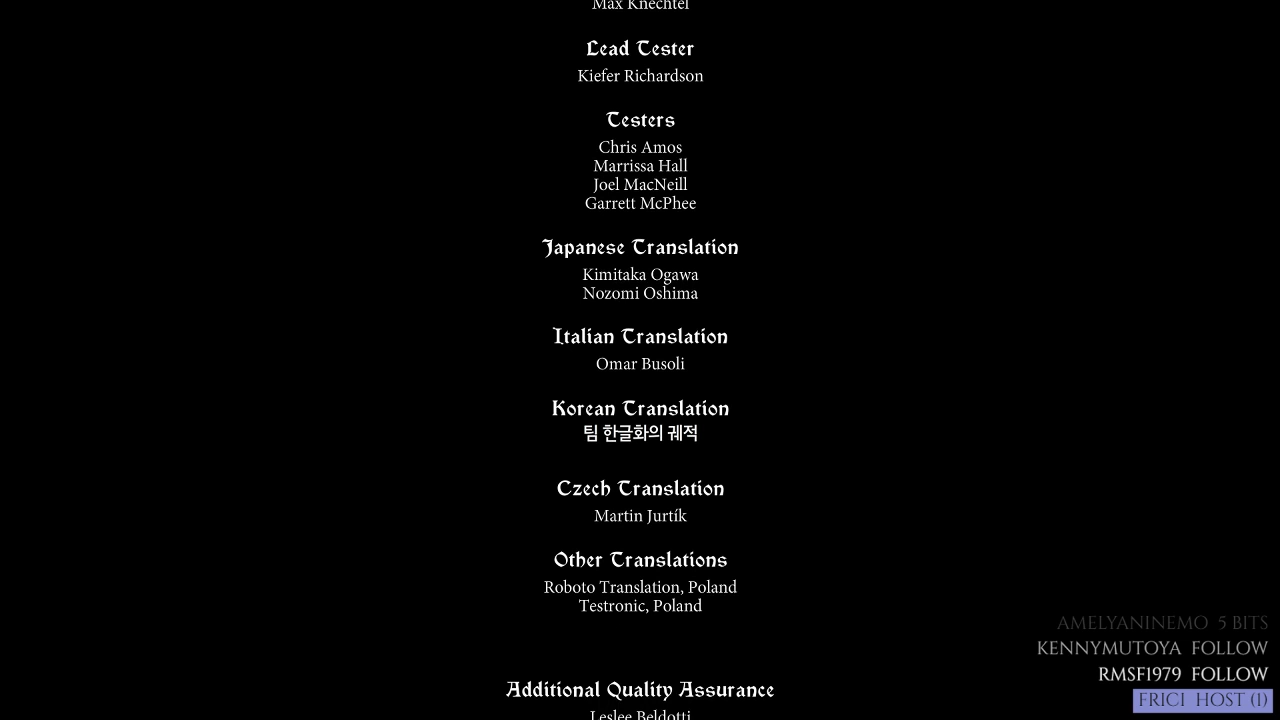 Max Knechtel
Lead Tester
Kiefer Richardson
Testers
Chris Amos
Marrissa Hall
Joel MacNeill
Garrett McPhee
Japanese Translation
Kimitaka Ogawa
Nozomi Oshima
Italian Translation
Omar Busoli
Korean Translation
팀 한글화의 궤적
Czech Translation
Martin Jurtík
Other Translations
Roboto Translation, Poland
Testronic, Poland
Additional Quality Assurance
Leslee Beldotti
AMELYANINEMO 5 BITS
KENNYMUTOYA FOLLOW
RMSF1979 FOLLOW
FRICI HOST (1)